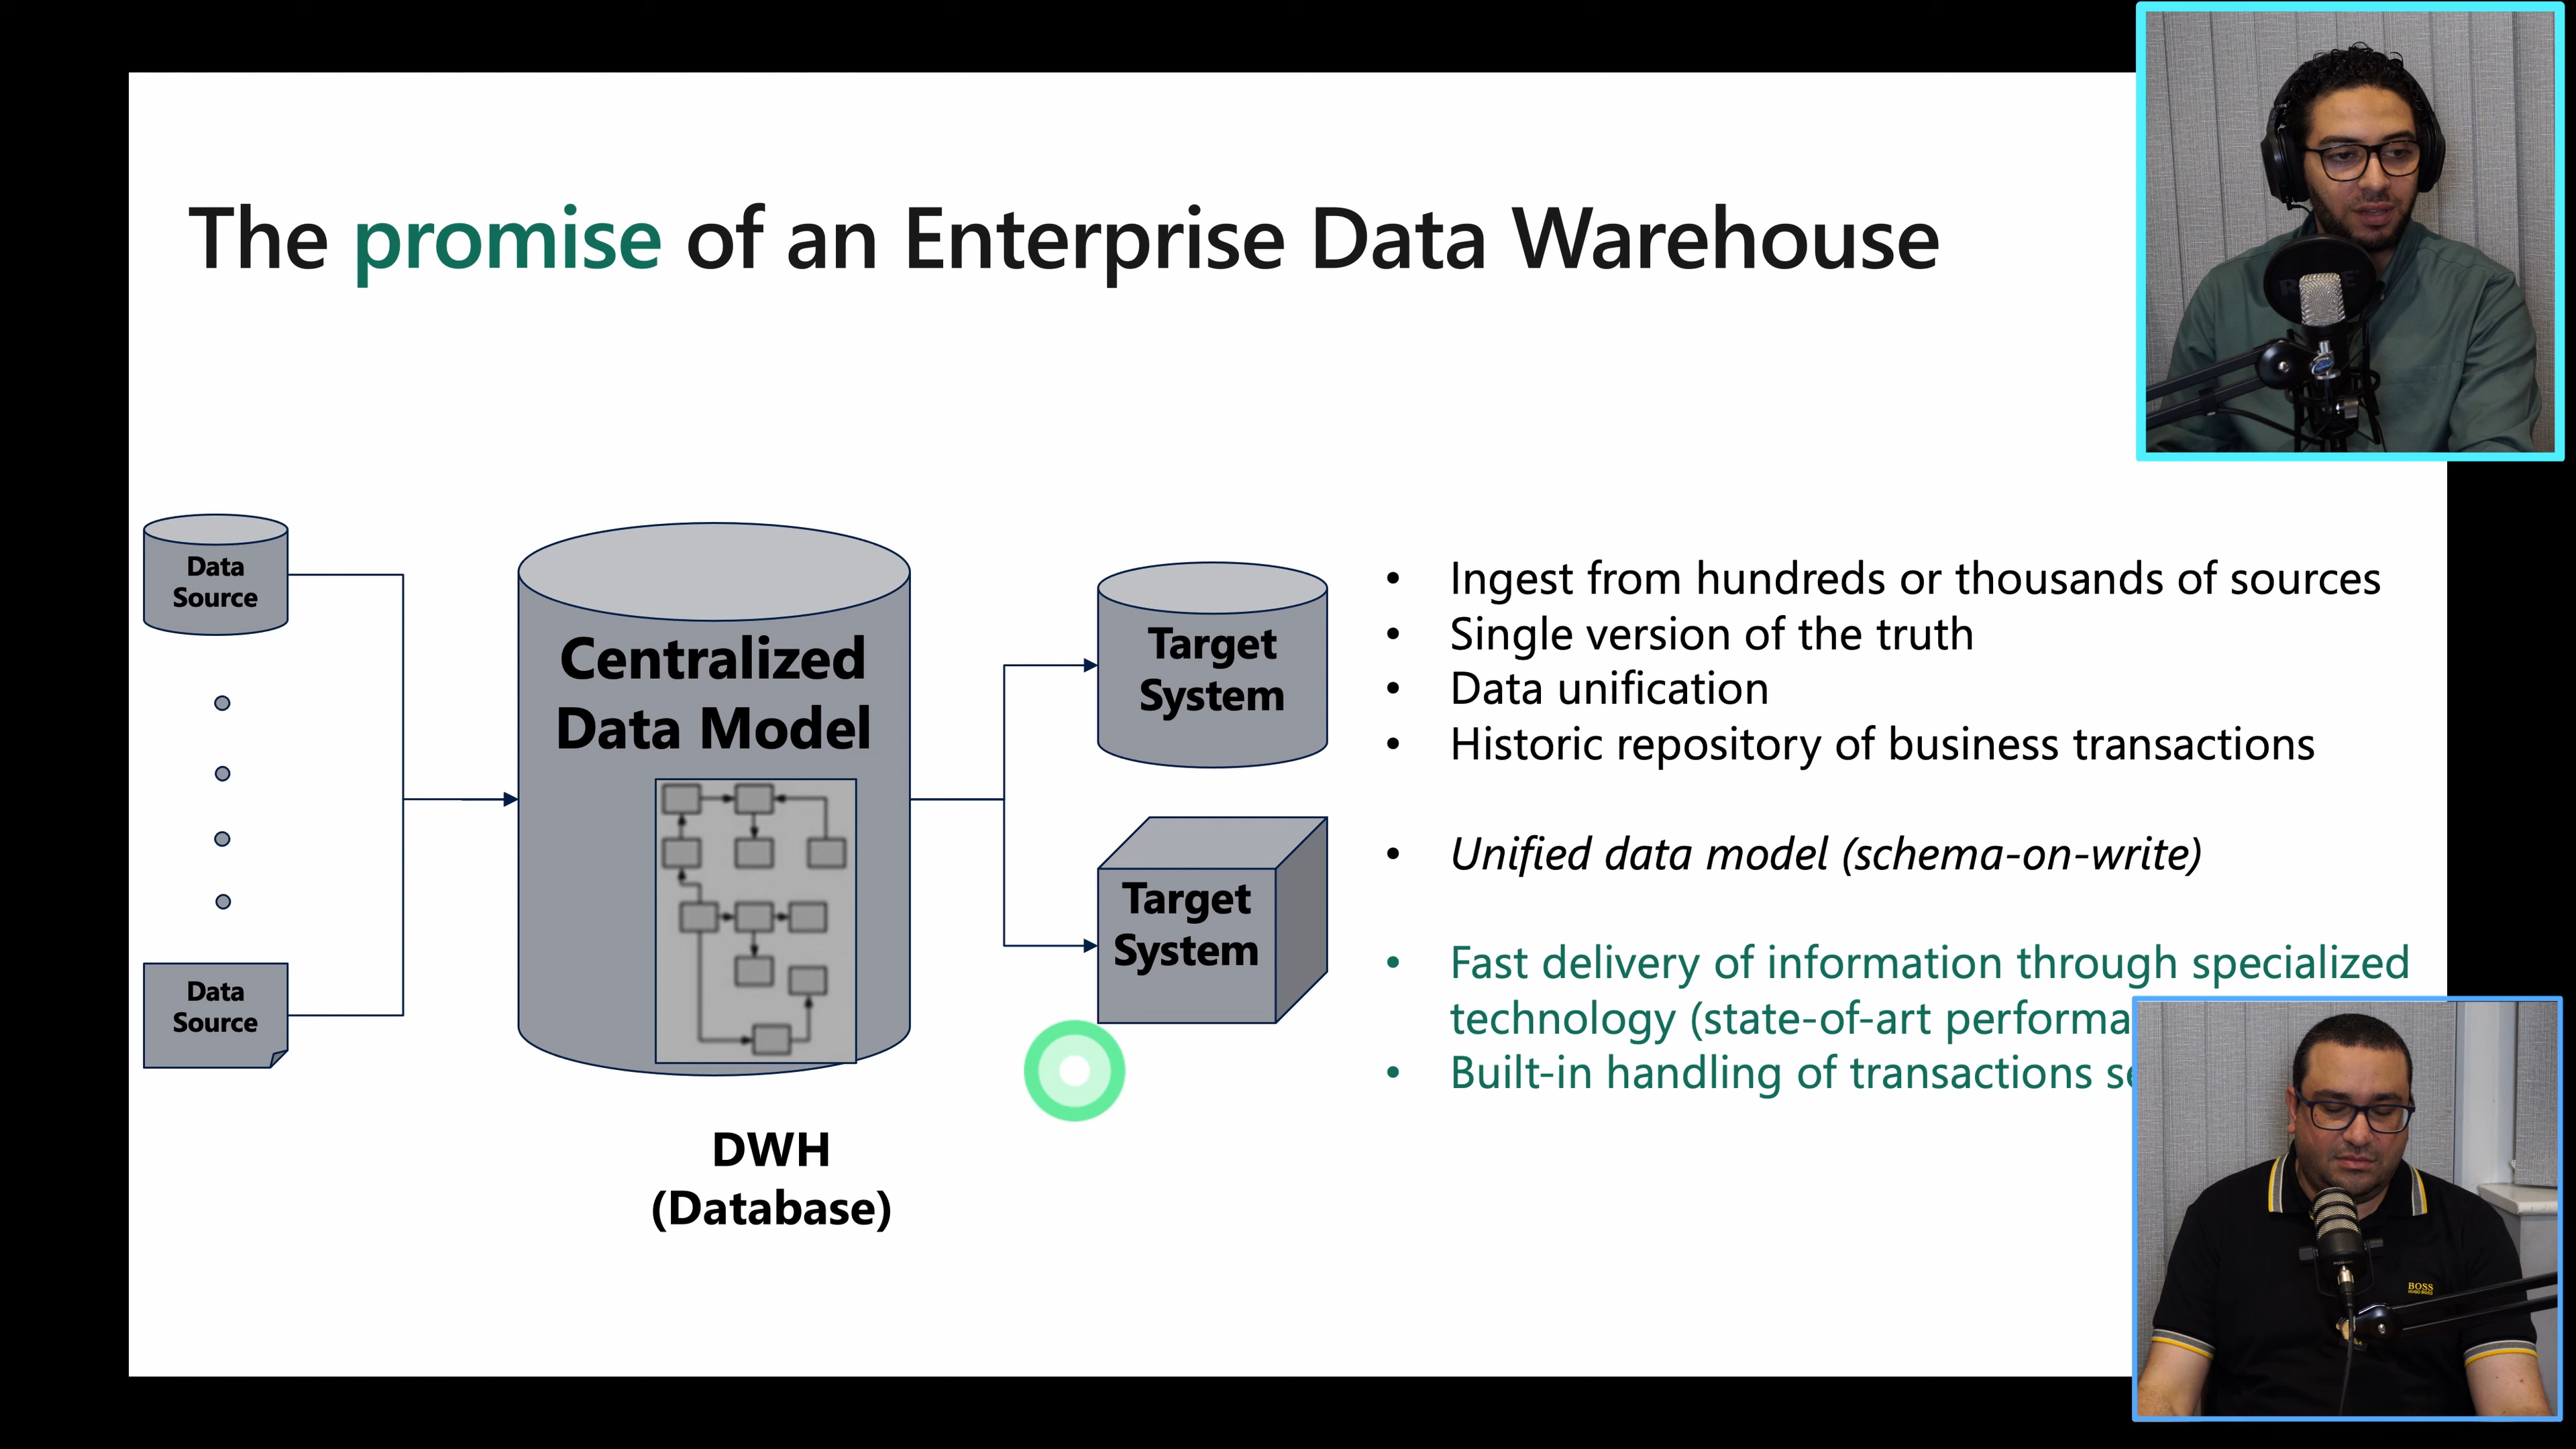 The promise of an Enterprise Data Warehouse
Data
Source
Data
Source
Centralized
Data Model
DWH
(Database)
Target
System
Target
System
• Ingest from hundreds or thousands of sources
• Single version of the truth
• Data unification
• Historic repository of business transactions
• Unified data model (schema-on-write)
• Fast delivery of information through specialized
technology (state-of-art
• Built-in handling of transactions
BOSS
HUGO BOSS